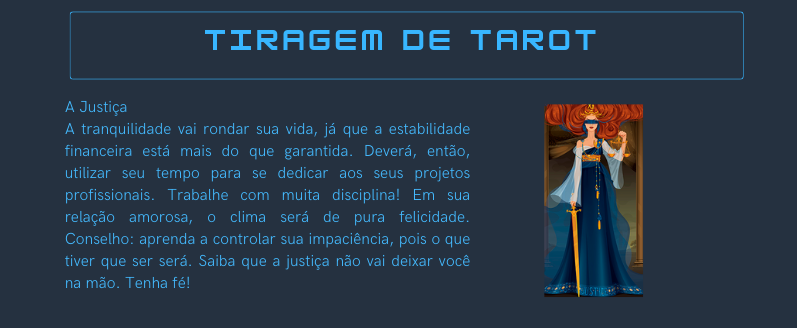 TIRAGEM DE TAROT
A Justiça
A tranquilidade vai rondar sua vida, já que a estabilidade
financeira está mais do que garantida. Deverá, então,
utilizar seu tempo para se dedicar aos seus projetos
profissionais. Trabalhe com muita disciplina! Em sua
relação amorosa, o clima será de pura felicidade.
Conselho: aprenda a controlar sua impaciência, pois o que
tiver que ser será. Saiba que a justiça não vai deixar você
na mão. Tenha fé!